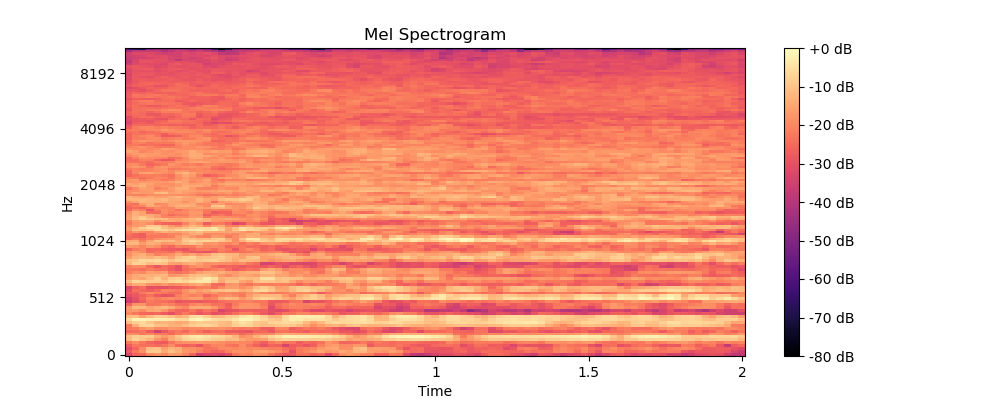 Mel Spectrogram
Hz
8192
4096
2048
1024
512
0
0 0.5 1 1.5 2
Time
+0 dB
-10 dB
-20 dB
-30 dB
-40 dB
-50 dB
-60 dB
-70 dB
-80 dB